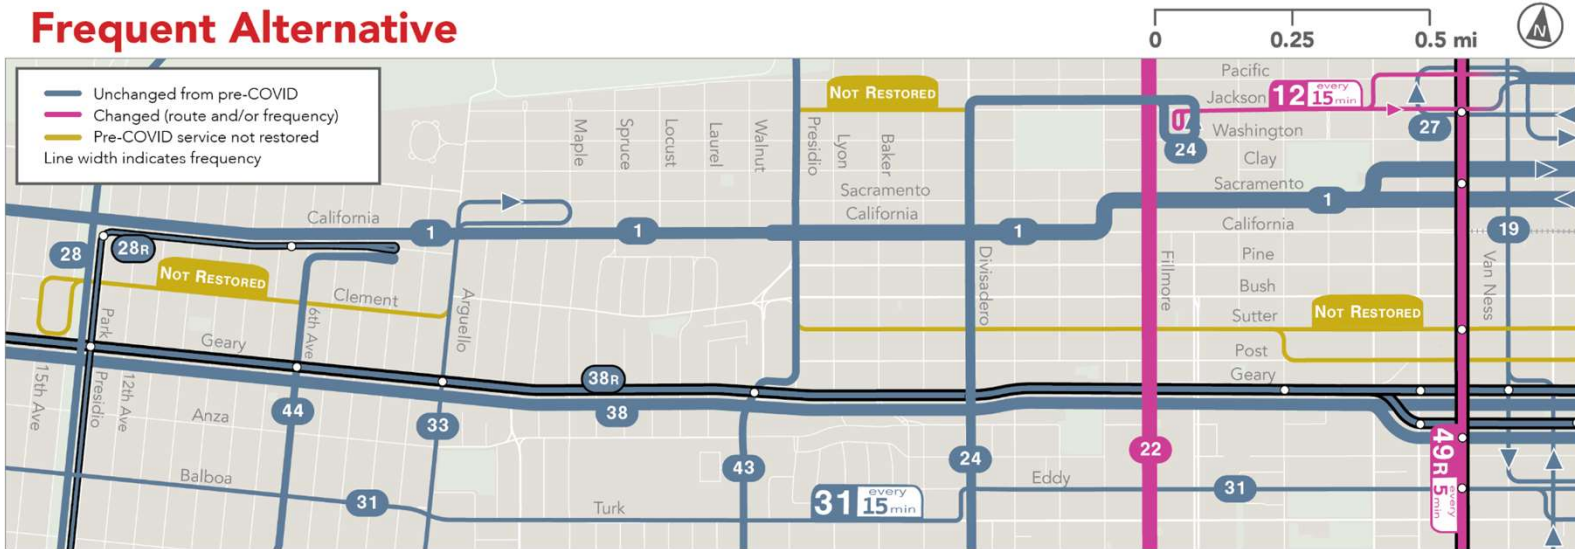 Frequent Alternative
0 0.25 0.5 mi
N
Unchanged from pre-COVID
Changed (route and/or frequency)
Pre-COVID service not restored
Line width indicates frequency
NOT RESTORED
Pacific
Jackson
12 every 15 min
27
Washington
24
Clay
Sacramento
California
1
Maple
Spruce
Locust
Laurel
Walnut
Presidio
Lyon
Baker
Sacramento
California
California
1
1
1
19
28
28R
NOT RESTORED
Clement
Pine
Bush
Sutter
NOT RESTORED
Post
Geary
Park Presidio
6th Ave
Arguello
Divisadero
Fillmore
Van Ness
Geary
38R
38
15th Ave
12th Ave
Anza
44
33
43
24
22
49R every 5 min
Balboa
31
Turk
31 every 15 min
Eddy
31